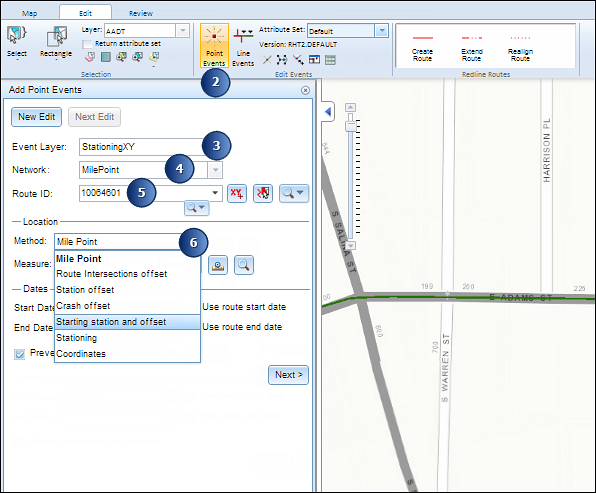 Map Edit Review
Layer: AADT
Select
Rectangle
Return attribute set
Selection
Point Events
Line Events
Attribute Set: Default
Version: RHT2.DEFAULT
Edit Events
Create Route
Extend Route
Realign Route
Redline Routes
2
Add Point Events
New Edit Next Edit
Event Layer: StationingXY 3
Network: MilePoint 4
Route ID: 10064601 5
XY
Location
Method: Mile Point 6
Measure:
Mile Point
Route Intersections offset
Station offset
Crash offset
Starting station and offset
Stationing
Coordinates
Dates
Start Date Use route start date
End Date Use route end date
Preve
Next >
HARRISON PL
S SALINA ST
199 200 226
E ADAMS ST
700
S WARREN ST
S